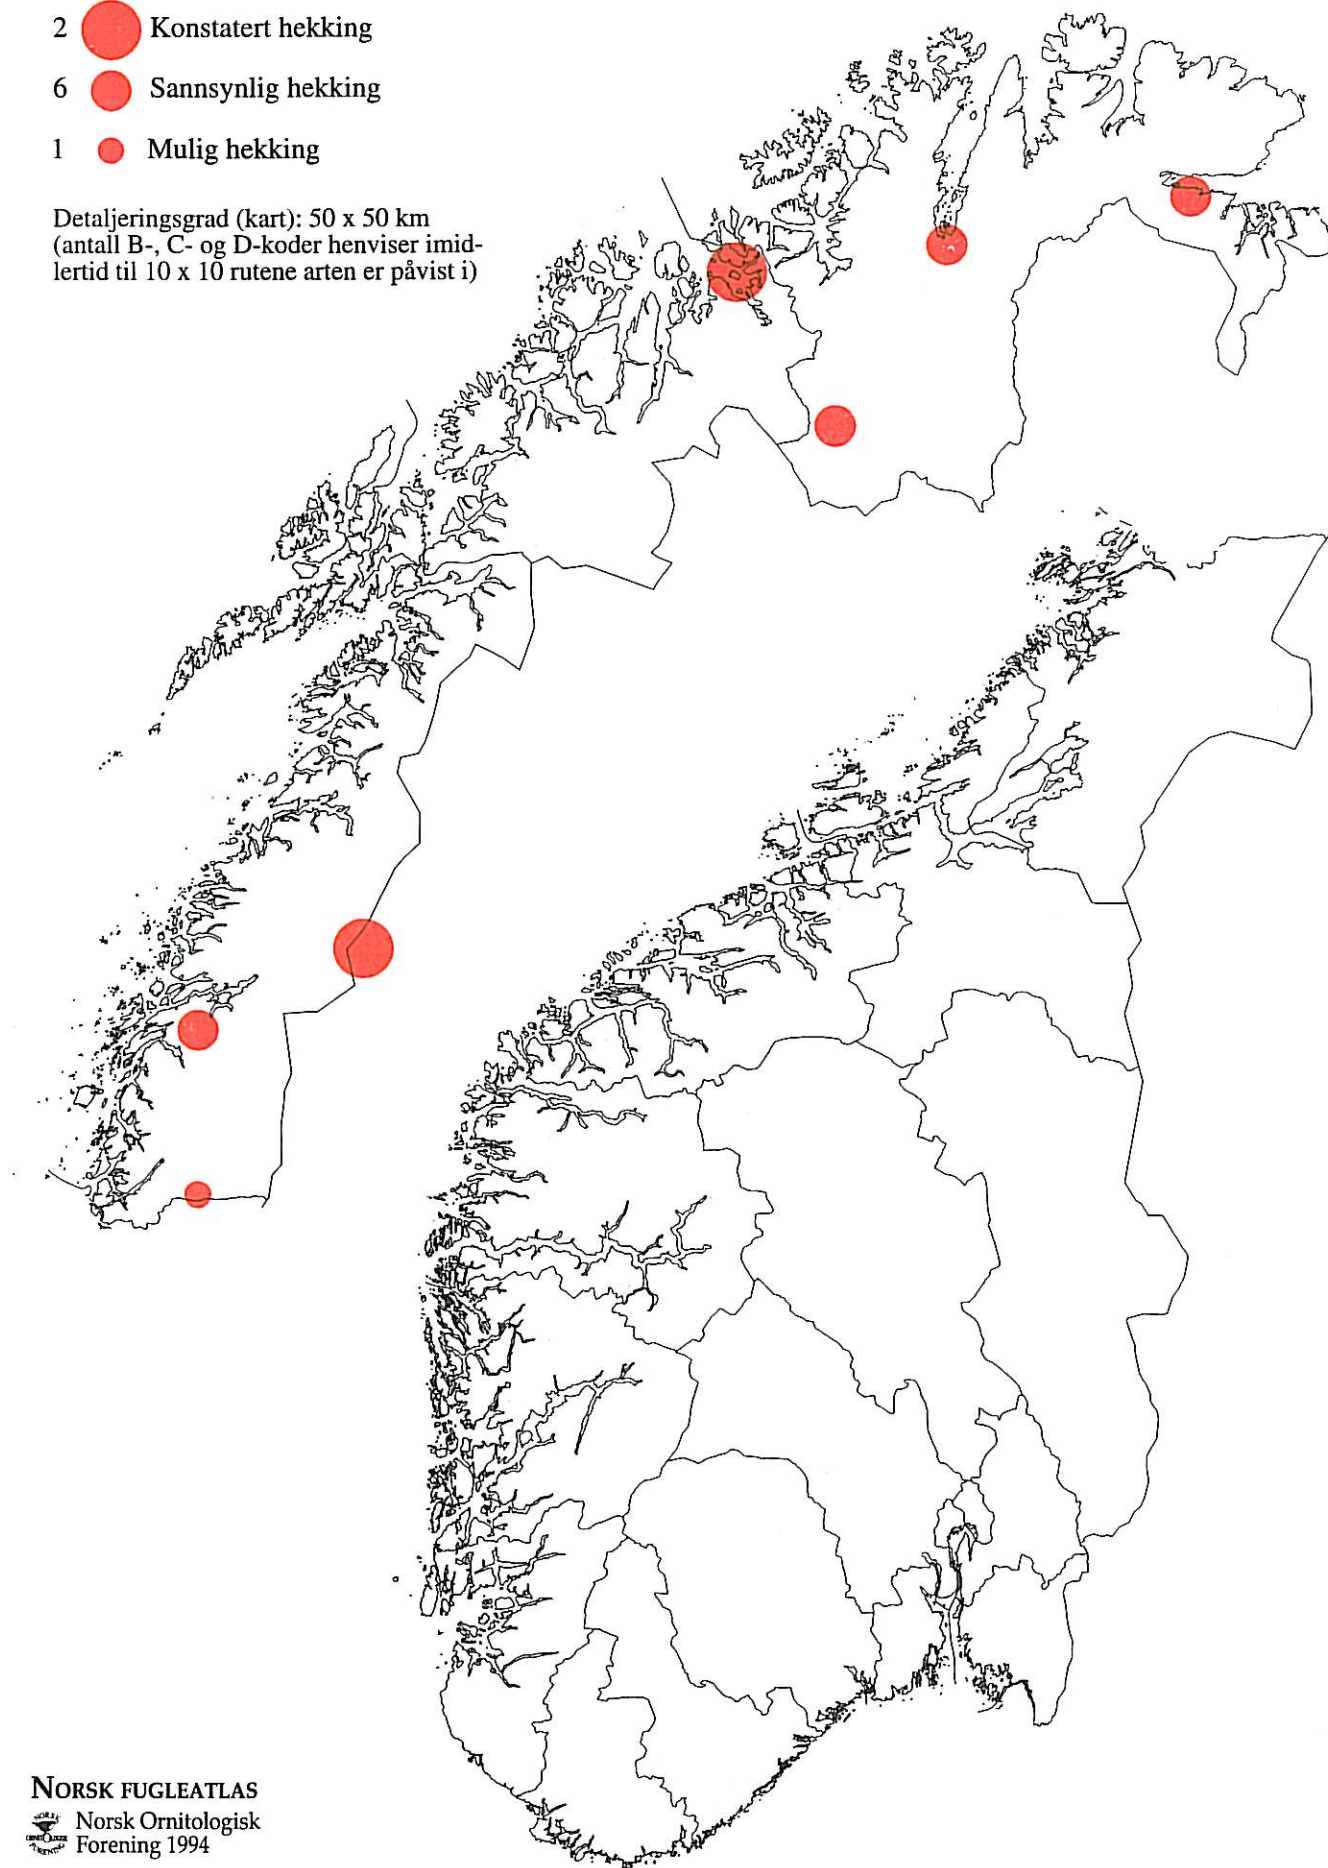 2 Konstatert hekking
6 Sannsynlig hekking
1 Mulig hekking
Detaljeringsgrad (kart): 50 x 50 km
(antall B-, C- og D-koder henviser imid-
lertid til 10 x 10 rutene arten er påvist i)
NORSK FUGLEATLAS
Norsk Ornitologisk
Forening 1994